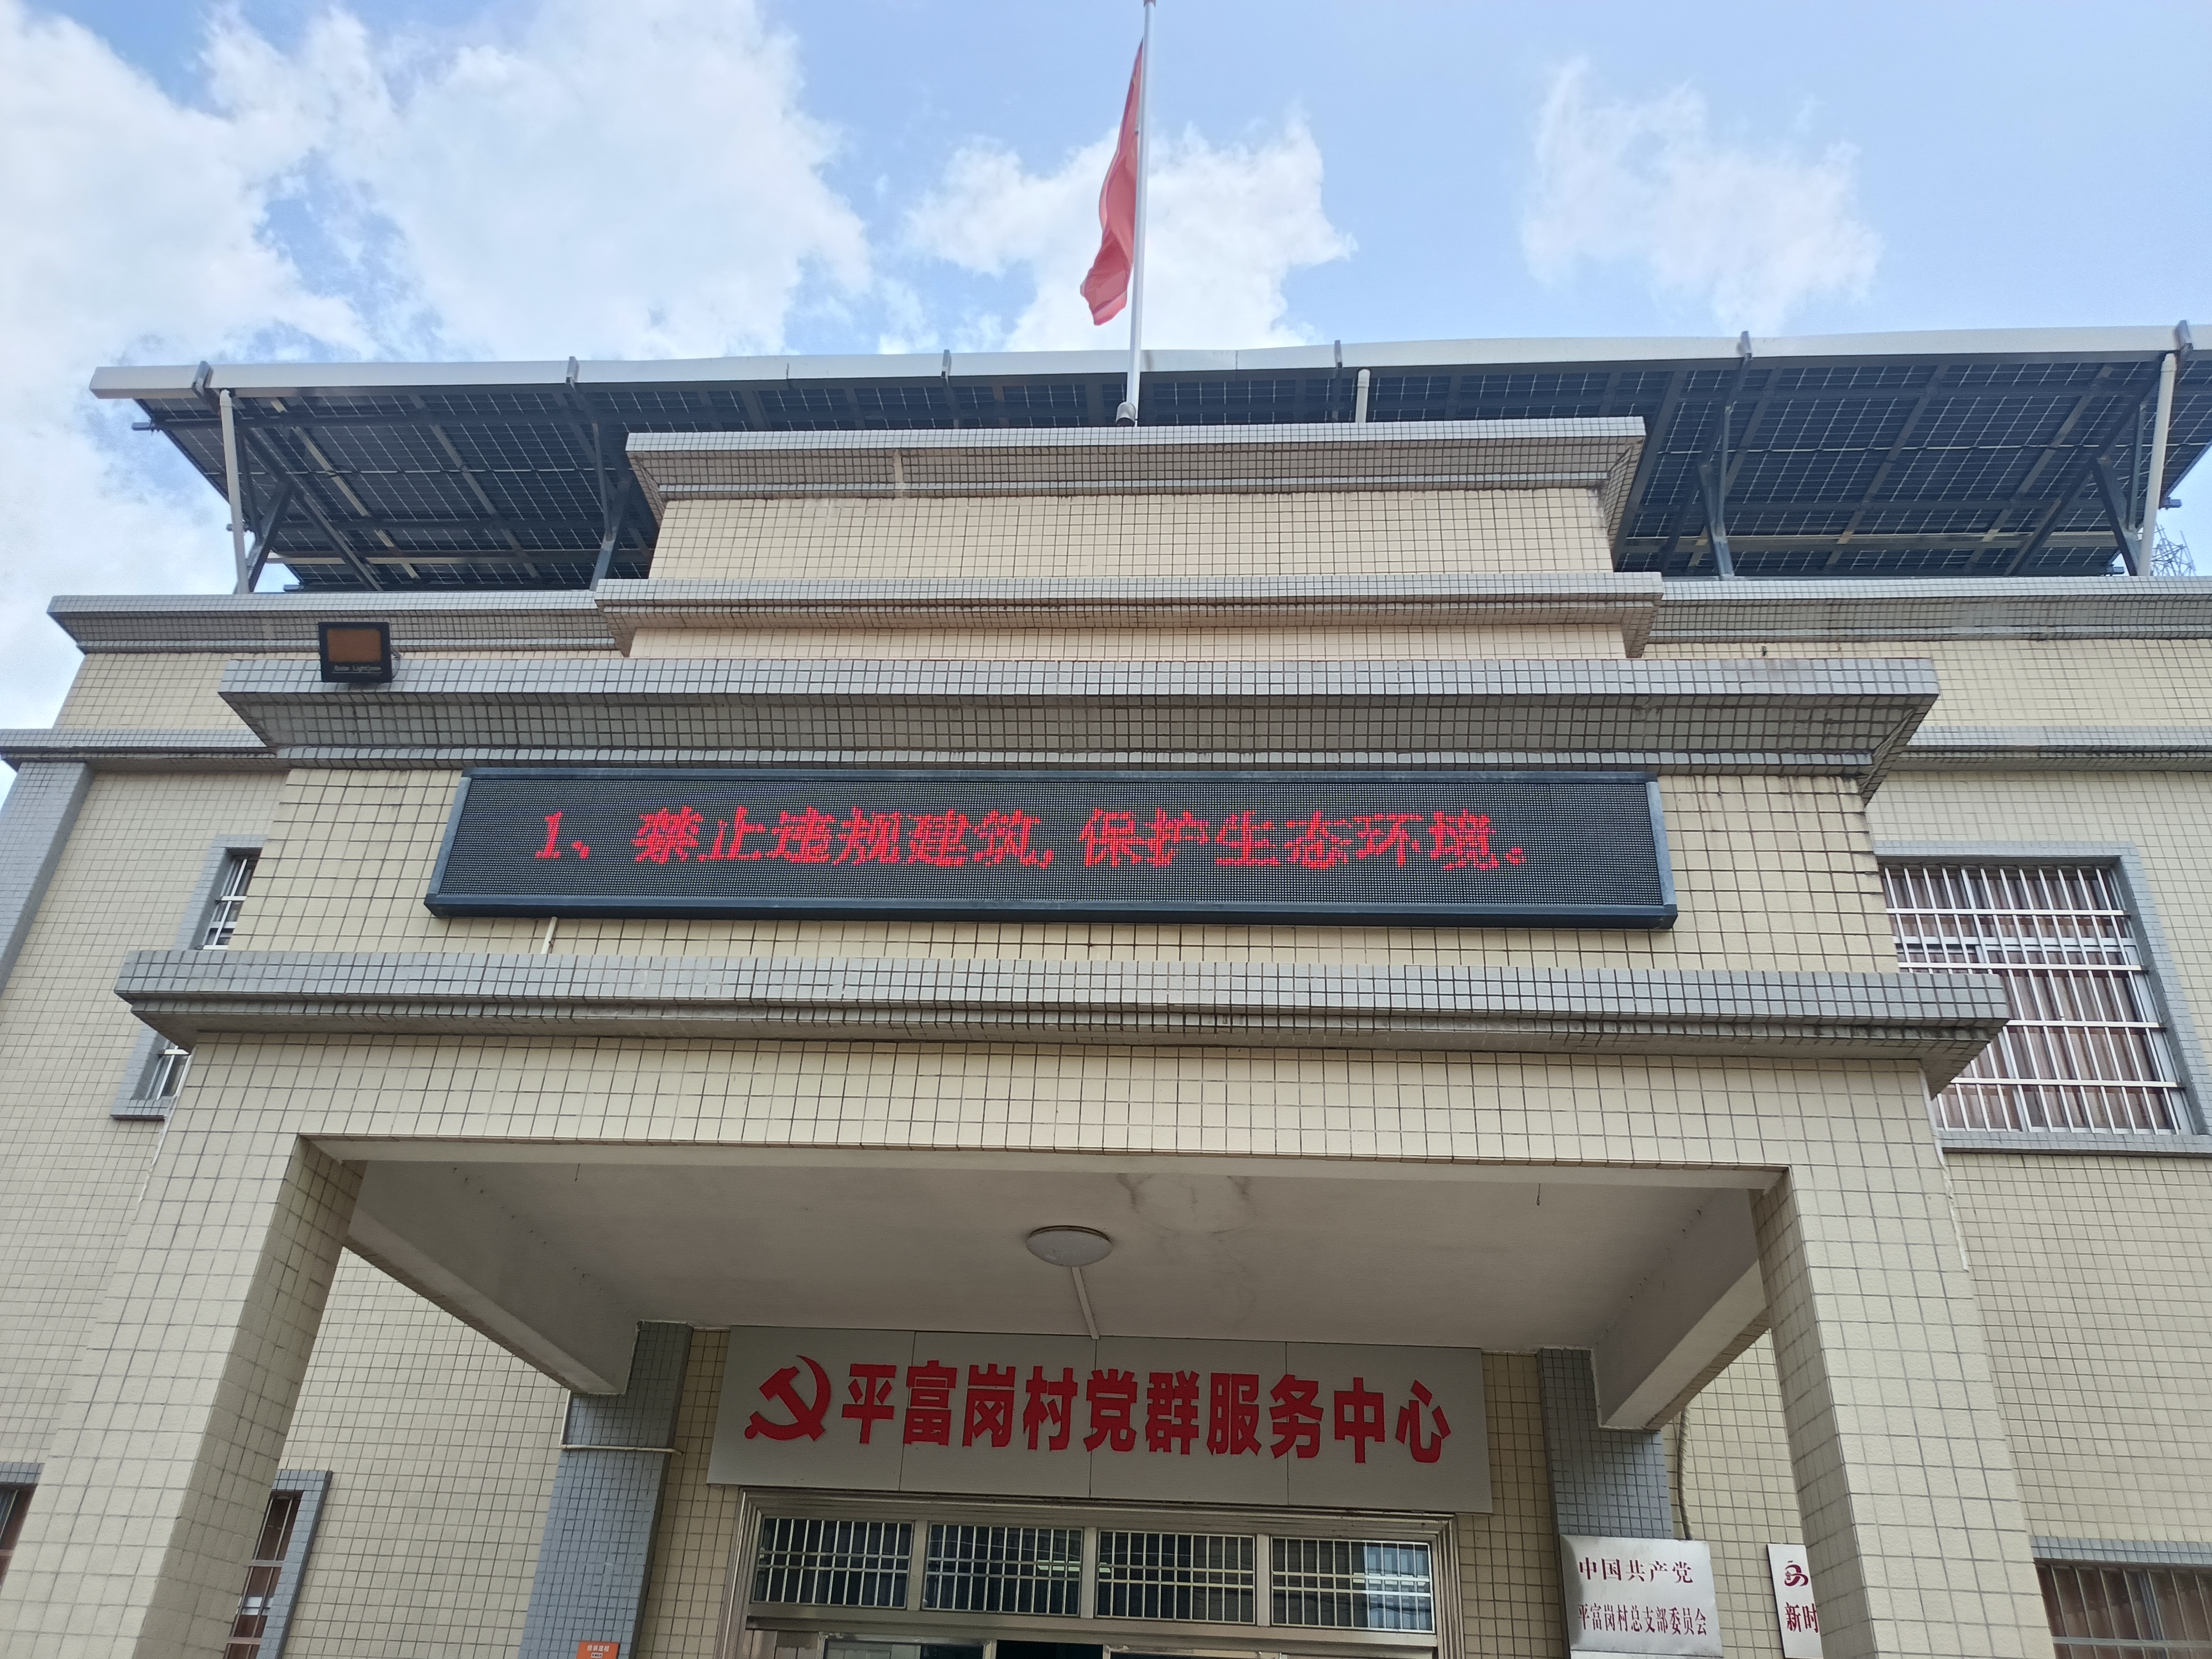 1、禁止违规建筑，保护生态环境。
平富岗村党群服务中心
中国共产党
平富岗村总支部委员会
新时